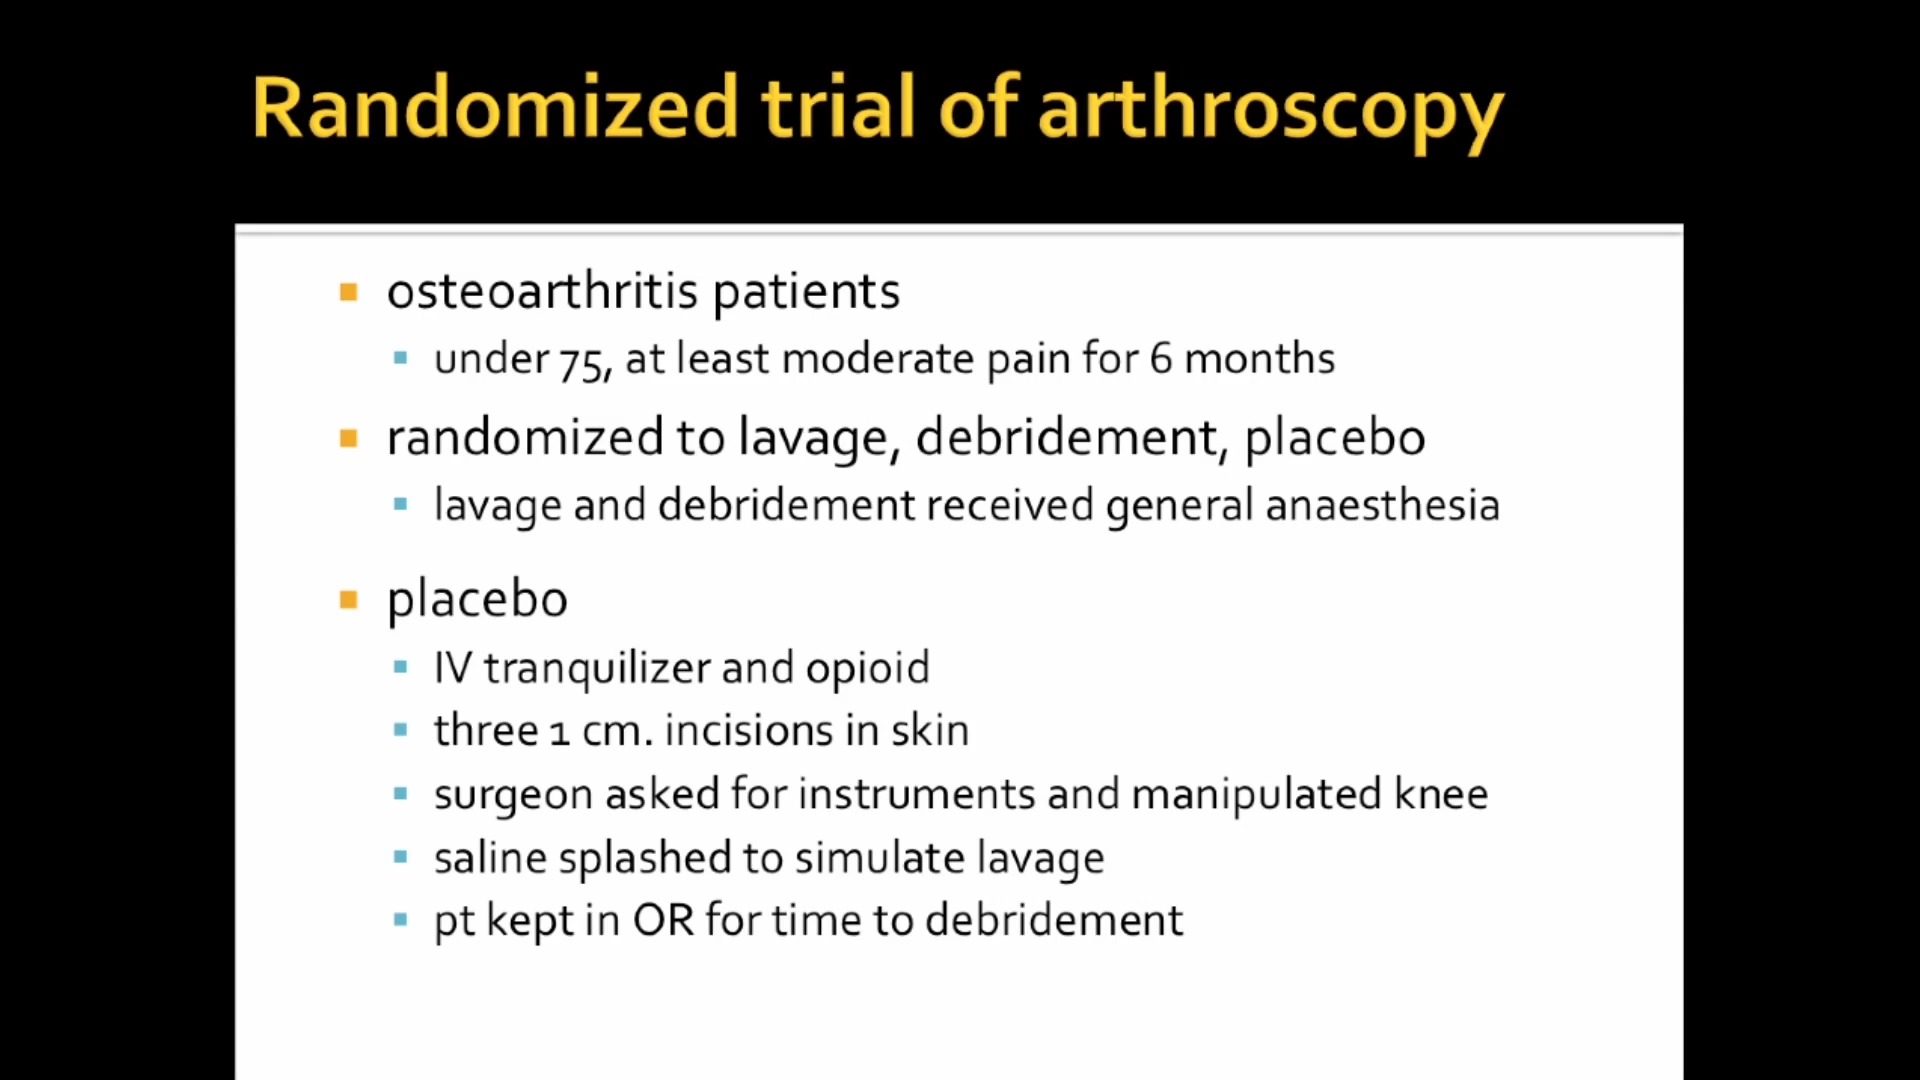 Randomized trial of arthroscopy
osteoarthritis patients
under 75, at least moderate pain for 6 months
randomized to lavage, debridement, placebo
lavage and debridement received general anaesthesia
placebo
IV tranquilizer and opioid
three 1 cm. incisions in skin
surgeon asked for instruments and manipulated knee
saline splashed to simulate lavage
pt kept in OR for time to debridement